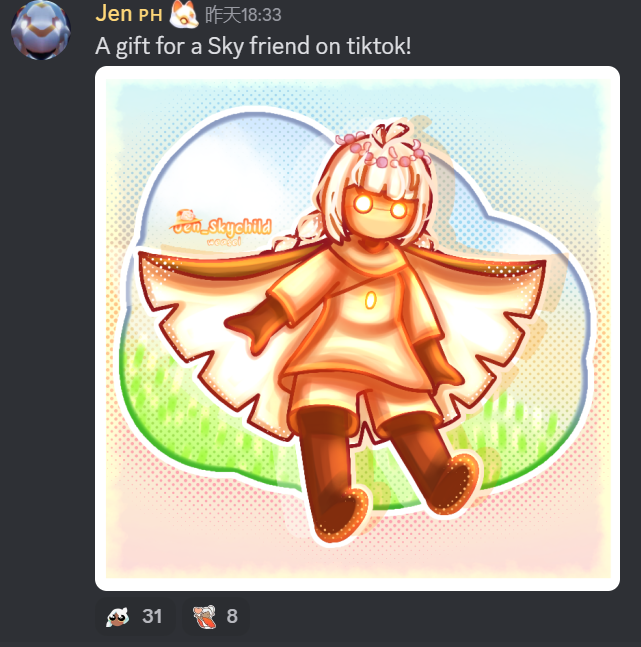 Jen PH 昨天18:33
A gift for a Sky friend on tiktok!
Jen_Skychild
31 8